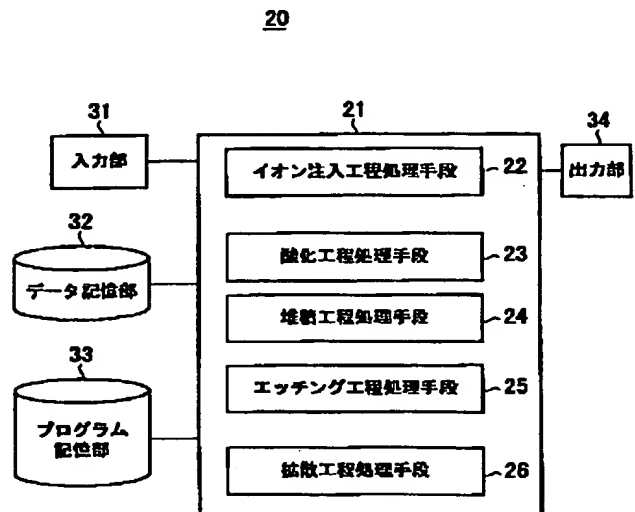 20
31
入力部
21
34
出力部
イオン注入工程処理手段
22
32
データ記憶部
酸化工程処理手段
23
堆積工程処理手段
24
33
プログラム
記憶部
エッチング工程処理手段
25
拡散工程処理手段
26